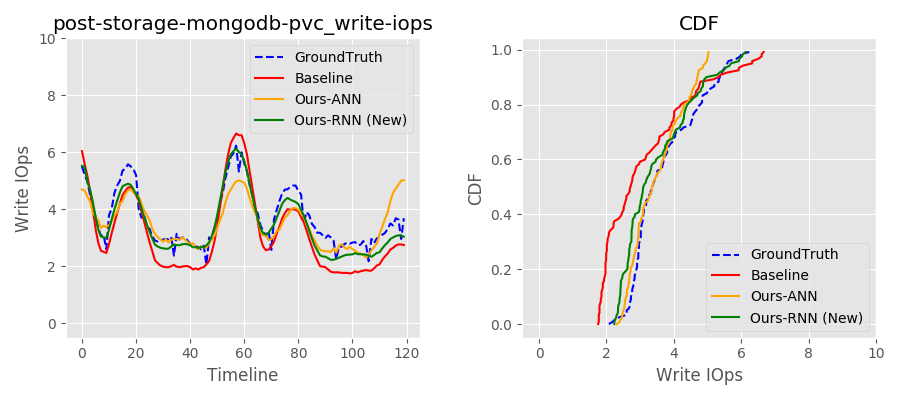 post-storage-mongodb-pvc_write-iops
10
8
6
4
2
0
Write IOps
0
20
40
60
80
100
120
Timeline
GroundTruth
Baseline
Ours-ANN
Ours-RNN (New)
CDF
1.0
0.8
0.6
0.4
0.2
0.0
CDF
0
2
4
6
8
10
Write IOps
GroundTruth
Baseline
Ours-ANN
Ours-RNN (New)